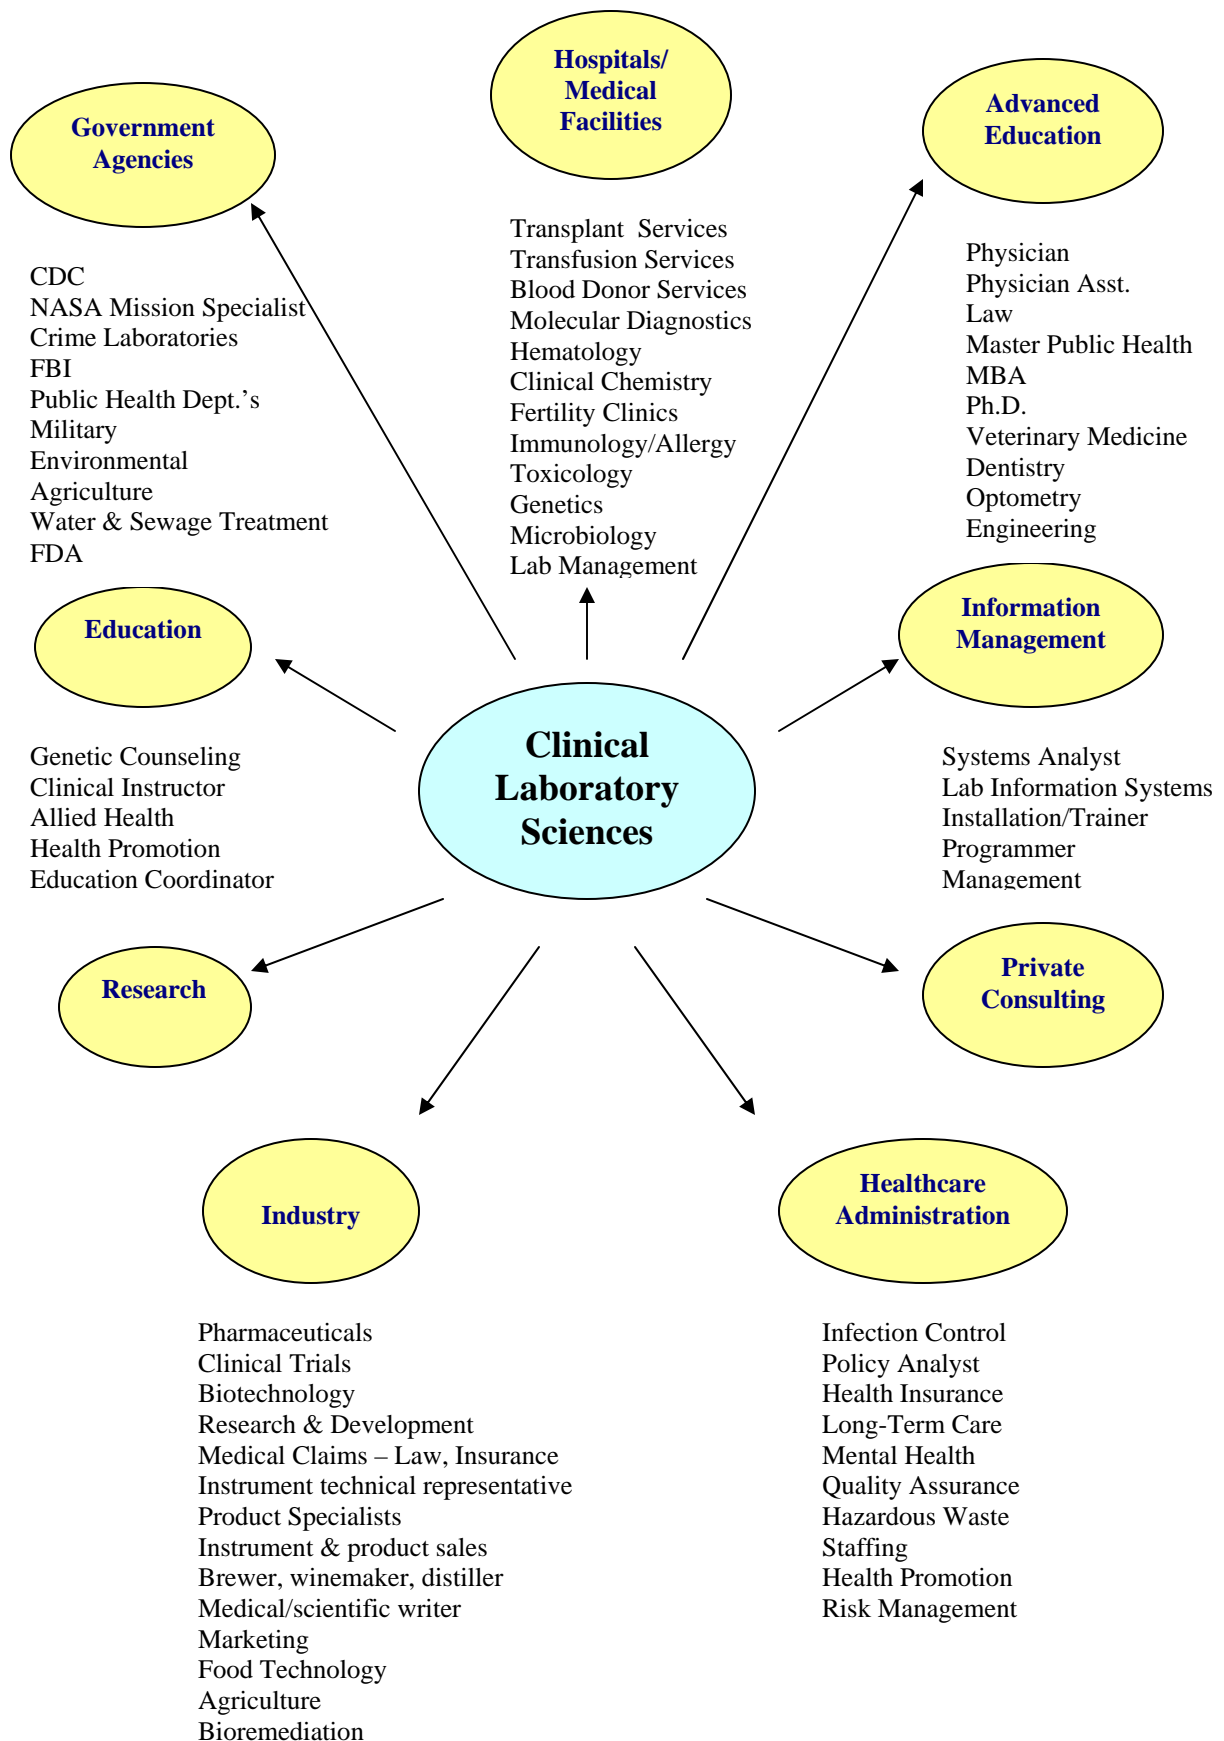 Hospitals/
Medical
Facilities
Government
Agencies
Advanced
Education
Transplant  Services
Transfusion Services
Blood Donor Services
Molecular Diagnostics
Hematology
Clinical Chemistry
Fertility Clinics
Immunology/Allergy
Toxicology
Genetics
Microbiology
Lab Management
CDC
NASA Mission Specialist
Crime Laboratories
FBI
Public Health Dept.’s
Military
Environmental
Agriculture
Water & Sewage Treatment
FDA
Physician
Physician Asst.
Law
Master Public Health
MBA
Ph.D.
Veterinary Medicine
Dentistry
Optometry
Engineering
Education
Information
Management
Clinical
Laboratory
Sciences
Genetic Counseling
Clinical Instructor
Allied Health
Health Promotion
Education Coordinator
Systems Analyst
Lab Information Systems
Installation/Trainer
Programmer
Management
Research
Private
Consulting
Industry
Healthcare
Administration
Pharmaceuticals
Clinical Trials
Biotechnology
Research & Development
Medical Claims – Law, Insurance
Instrument technical representative
Product Specialists
Instrument & product sales
Brewer, winemaker, distiller
Medical/scientific writer
Marketing
Food Technology
Agriculture
Bioremediation
Infection Control
Policy Analyst
Health Insurance
Long-Term Care
Mental Health
Quality Assurance
Hazardous Waste
Staffing
Health Promotion
Risk Management